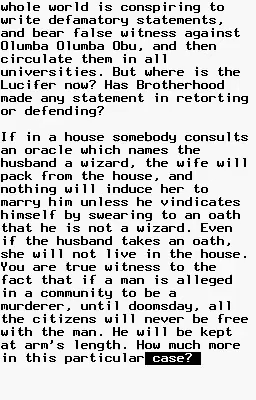 whole world is conspiring to
write defamatory statements,
and bear false witness against
Olumba Olumba Obu, and then
circulate them in all
universities. But where is the
Lucifer now? Has Brotherhood
made any statement in retorting
or defending?

If in a house somebody consults
an oracle which names the
husband a wizard, the wife will
pack from the house, and
nothing will induce her to
marry him unless he vindicates
himself by swearing to an oath
that he is not a wizard. Even
if the husband takes an oath,
she will not live in the house.
You are true witness to the
fact that if a man is alleged
in a community to be a
murderer, until doomsday, all
the citizens will never be free
with the man. He will be kept
at arm's length. How much more
in this particular case?